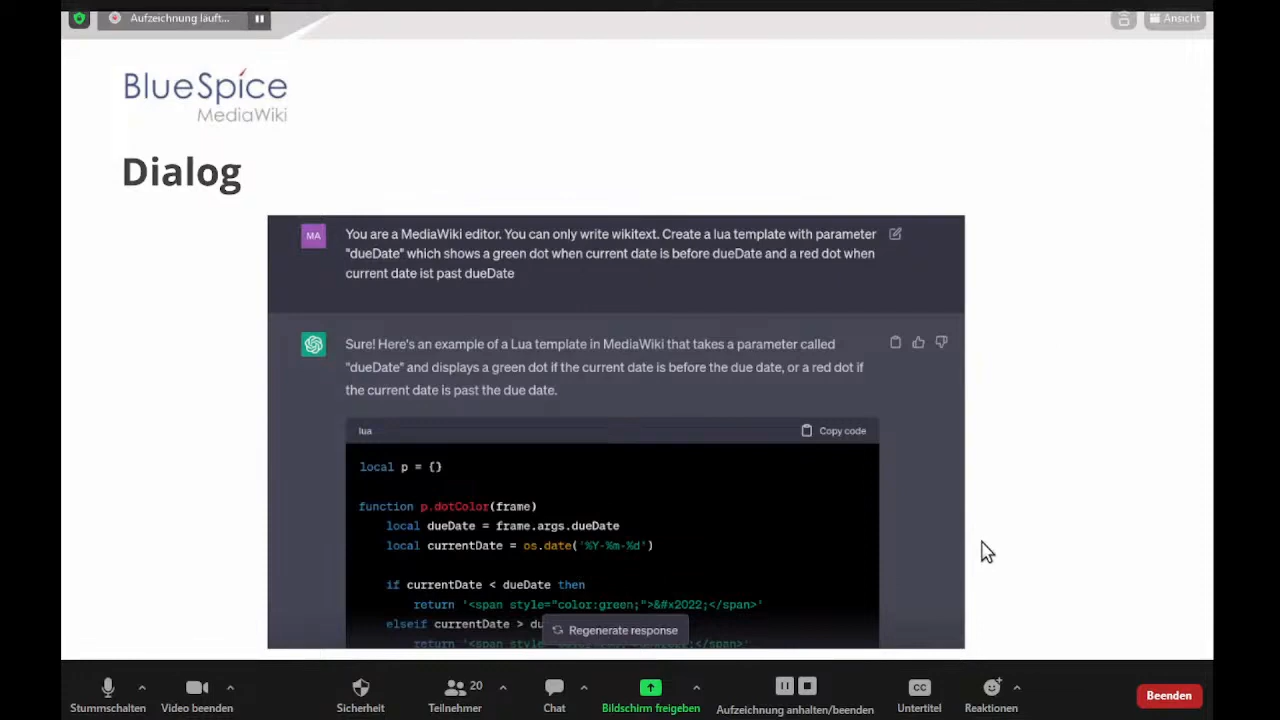 Aufzeichnung läuft...
Ansicht
BlueSpice
MediaWiki
Dialog
MA
You are a MediaWiki editor. You can only write wikitext. Create a lua template with parameter
"dueDate" which shows a green dot when current date is before dueDate and a red dot when
current date ist past dueDate
Sure! Here's an example of a Lua template in MediaWiki that takes a parameter called
"dueDate" and displays a green dot if the current date is before the due date, or a red dot if
the current date is past the due date.
lua
Copy code
local p = {}
function p.dotColor(frame)
local dueDate = frame.args.dueDate
local currentDate = os.date('%Y-%m-%d')
if currentDate < dueDate then
return '<span style="color:green;">&#x2022;</span>'
elseif currentDate > du
Regenerate response
return '<span &#x2022;</span>'
Stummschalten
Video beenden
Sicherheit
20
Teilnehmer
Chat
Bildschirm freigeben
Aufzeichnung anhalten/beenden
CC
Untertitel
Reaktionen
Beenden